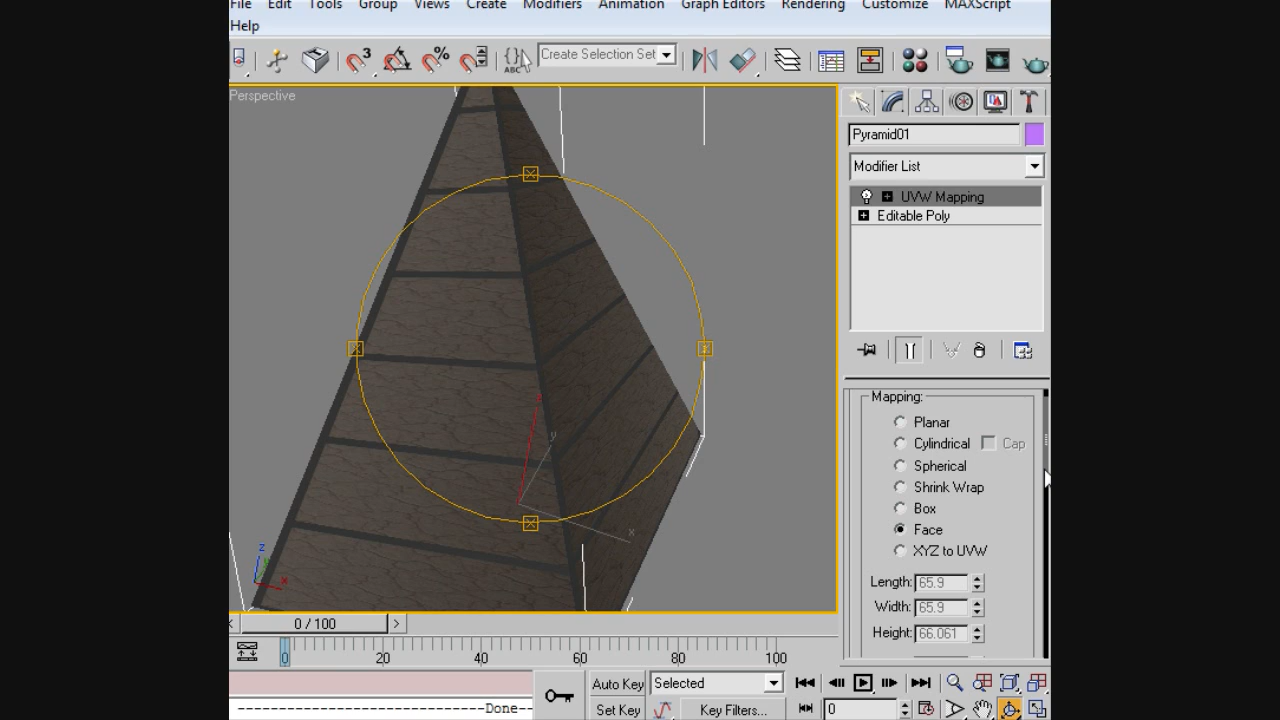 File Edit Tools Group Views Create Modifiers Animation Graph Editors Rendering Customize MAXScript
Help
3 % {} ABC Create Selection Set
Perspective
Pyramid01
Modifier List
UVW Mapping
Editable Poly
Mapping:
Planar
Cylindrical Cap
Spherical
Shrink Wrap
Box
Face
XYZ to UVW
Length: 65.9
Width: 65.9
Height: 66.061
y
x
z
x
< 0 / 100 >
0 20 40 60 80 100
Auto Key Selected
Done
Set Key Key Filters... 0